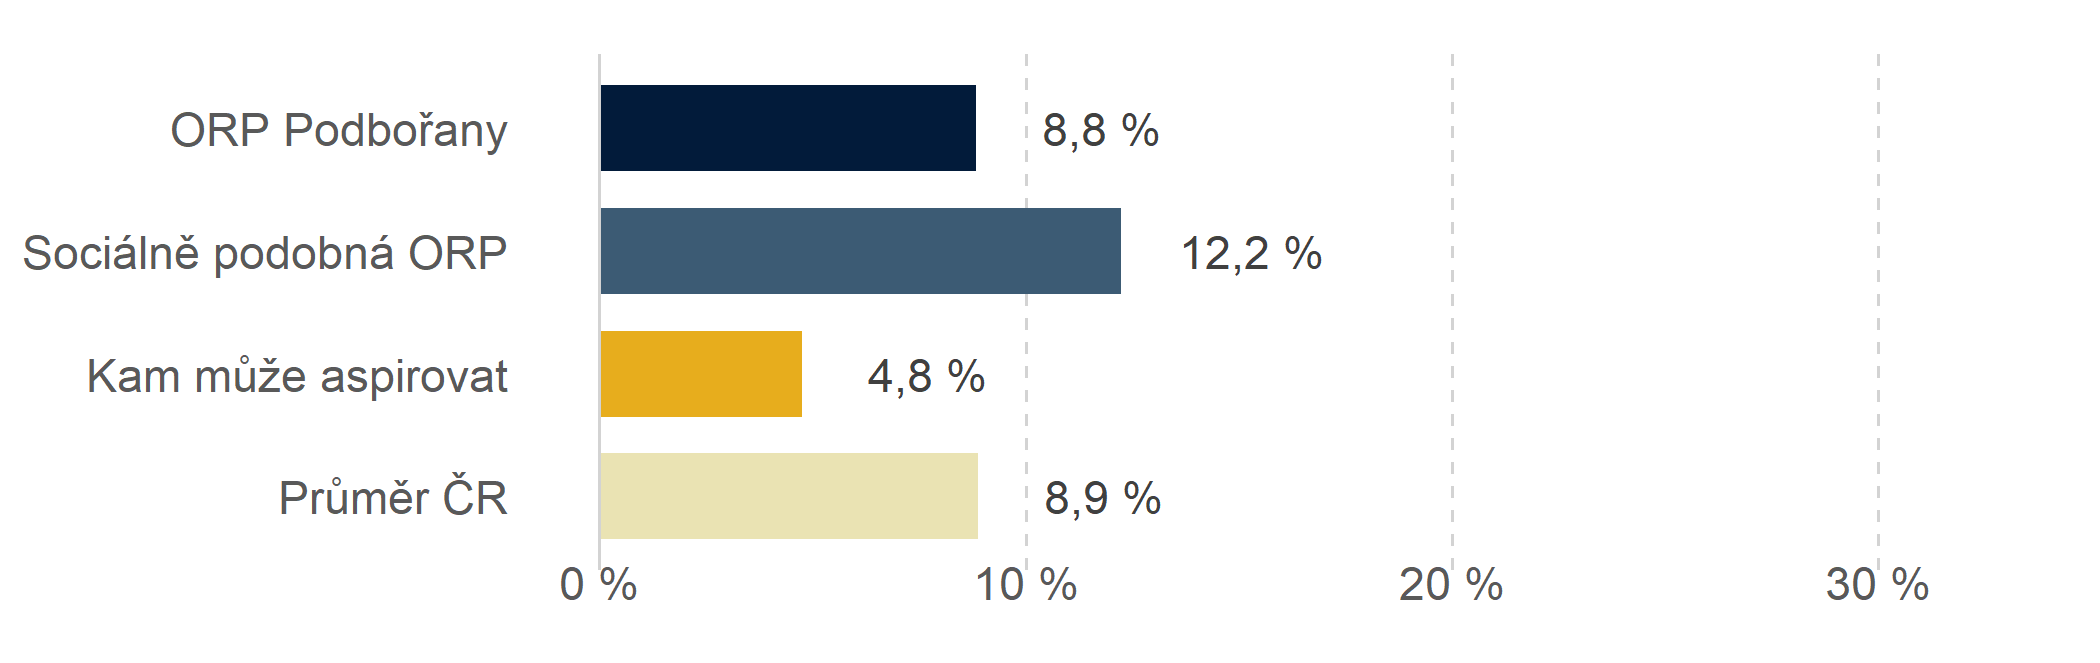 ORP Podbořany
8,8 %
Sociálně podobná ORP
12,2 %
Kam může aspirovat
4,8 %
Průměr ČR
8,9 %
0 %
10 %
20 %
30 %